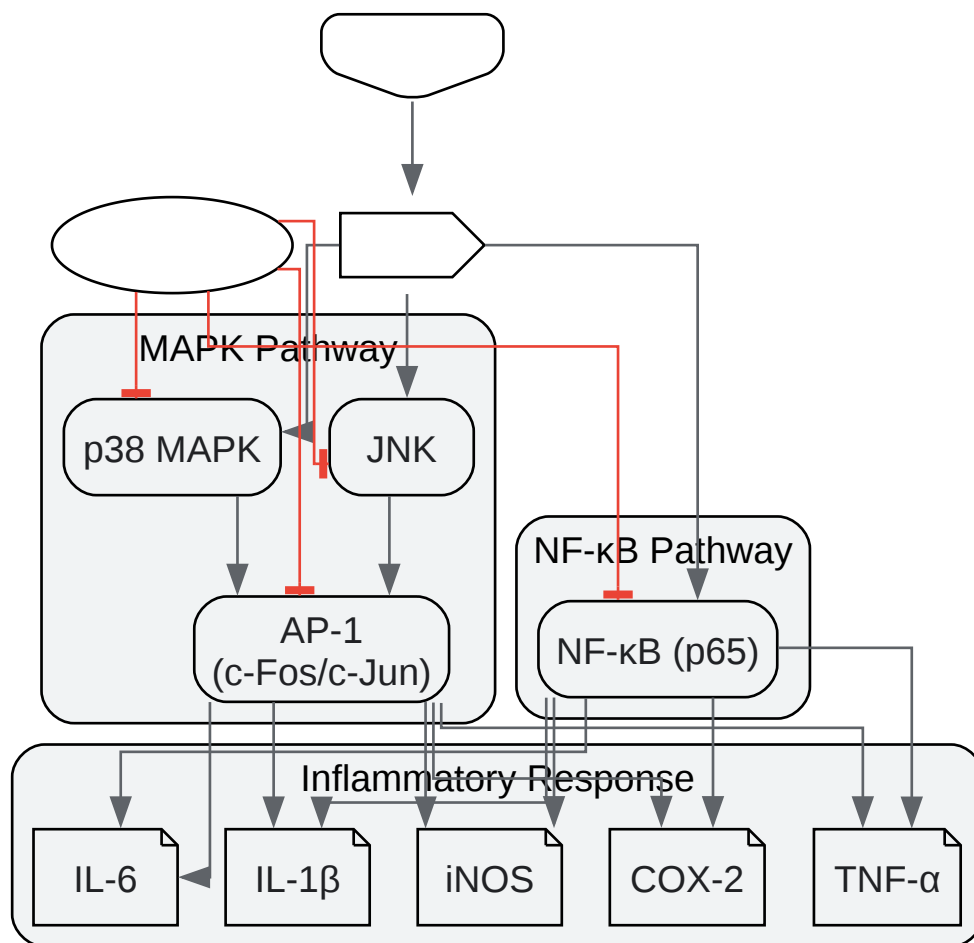 MAPK Pathway
p38 MAPK
JNK
NF-κB Pathway
AP-1
(c-Fos/c-Jun)
NF-κB (p65)
Inflammatory Response
IL-6
IL-1β
iNOS
COX-2
TNF-α